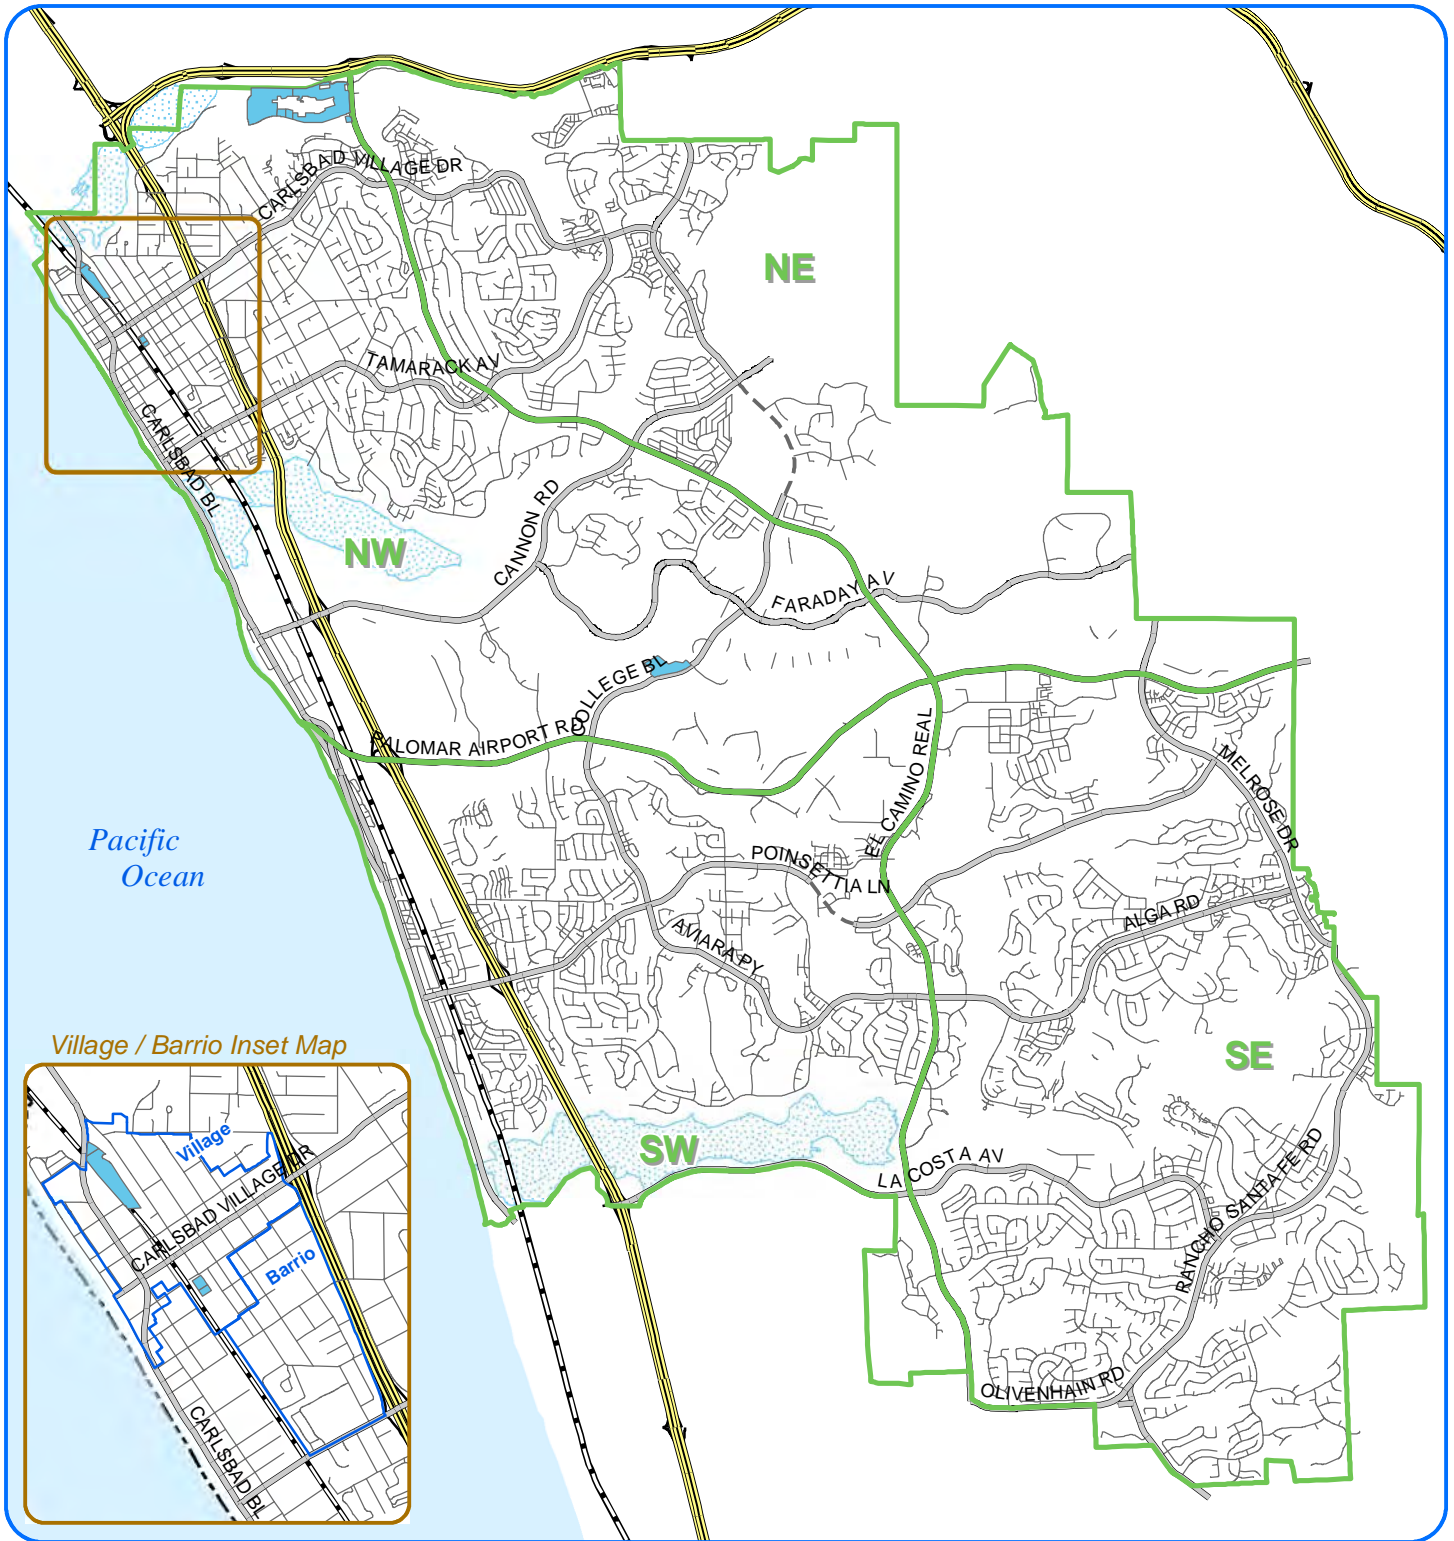 CARLSBAD VILLAGE DR
NE
TAMARACK AV
CARLSBAD BL
CANNON RD
NW
FARADAY AV
COLLEGE BL
PALOMAR AIRPORT RD
EL CAMINO REAL
MELROSE DR
Pacific
Ocean
POINSETTIA LN
ALGA RD
AVIARA PY
SE
SW
LA COSTA AV
RANCHO SANTA FE RD
OLIVENHAIN RD
Village / Barrio Inset Map
Village
CARLSBAD VILLAGE DR
Barrio
CARLSBAD BL